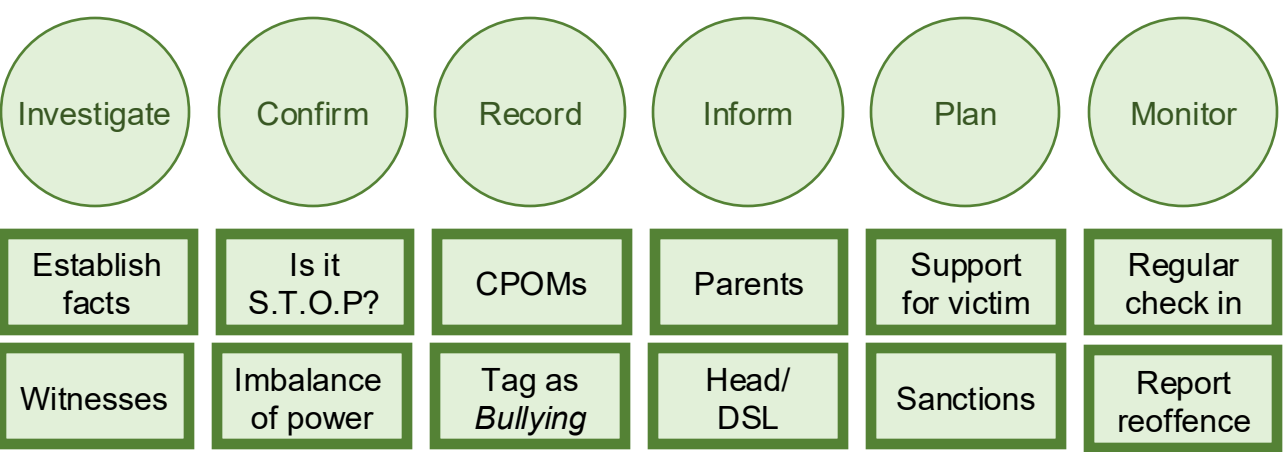 Investigate
Confirm
Record
Inform
Plan
Monitor
Establish
facts
Is it
S.T.O.P?
CPOMs
Parents
Support
for victim
Regular
check in
Witnesses
Imbalance
of power
Tag as
Bullying
Head/
DSL
Sanctions
Report
reoffence